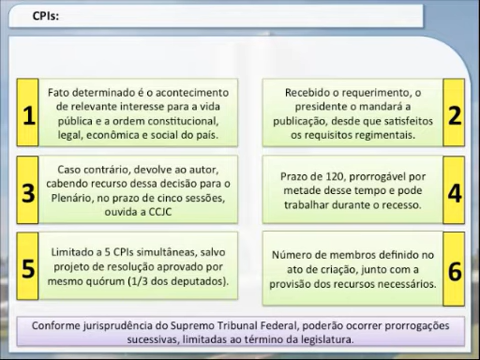 CPIs:
1
Fato determinado é o acontecimento
de relevante interesse para a vida
pública e a ordem constitucional,
legal, econômica e social do país.
Recebido o requerimento, o
presidente o mandará a
publicação, desde que satisfeitos
os requisitos regimentais.
2
3
Caso contrário, devolve ao autor,
cabendo recurso dessa decisão para o
Plenário, no prazo de cinco sessões,
ouvida a CCJC
Prazo de 120, prorrogável por
metade desse tempo e pode
trabalhar durante o recesso.
4
5
Limitado a 5 CPIs simultâneas, salvo
projeto de resolução aprovado por
mesmo quórum (1/3 dos deputados).
Número de membros definido no
ato de criação, junto com a
provisão dos recursos necessários.
6
Conforme jurisprudência do Supremo Tribunal Federal, poderão ocorrer prorrogações
sucessivas, limitadas ao término da legislatura.